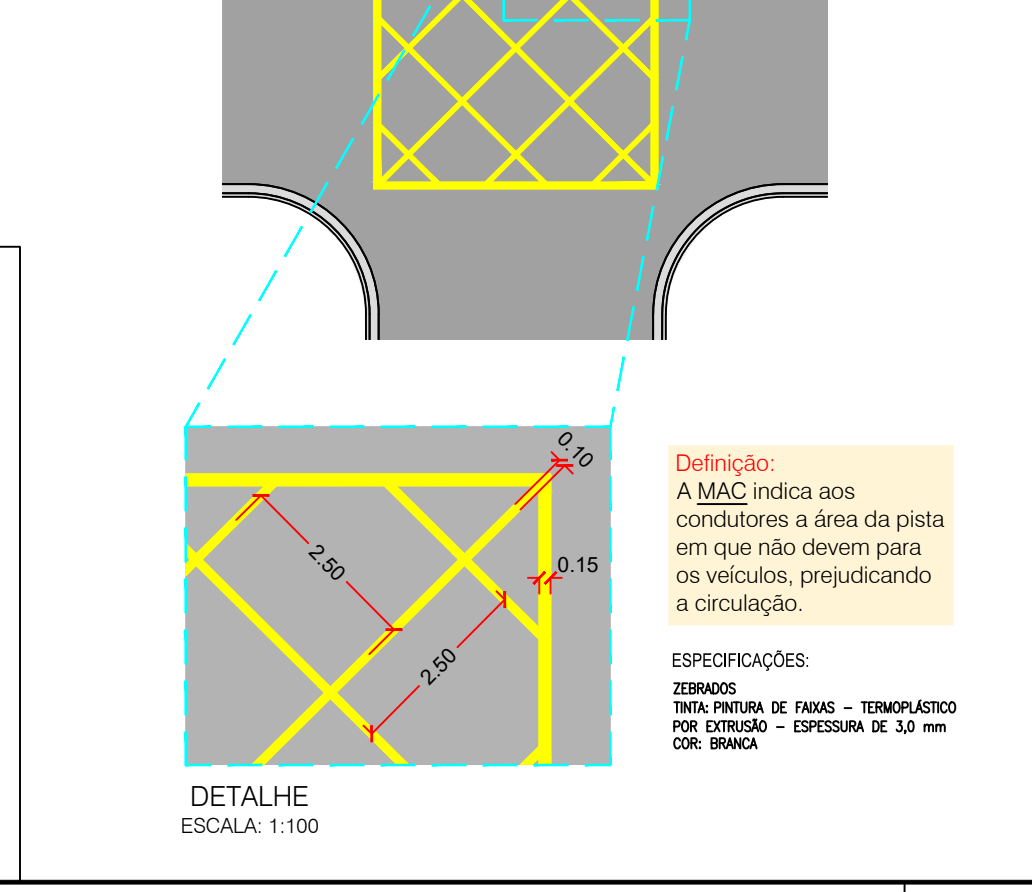 0.10
2.50
0.15
2.50
Definição:
A MAC indica aos
condutores a área da pista
em que não devem para
os veículos, prejudicando
a circulação.
ESPECIFICAÇÕES:
ZEBRADOS
TINTA: PINTURA DE FAIXAS – TERMOPLÁSTICO
POR EXTRUSÃO – ESPESSURA DE 3,0 mm
COR: BRANCA
DETALHE
ESCALA: 1:100